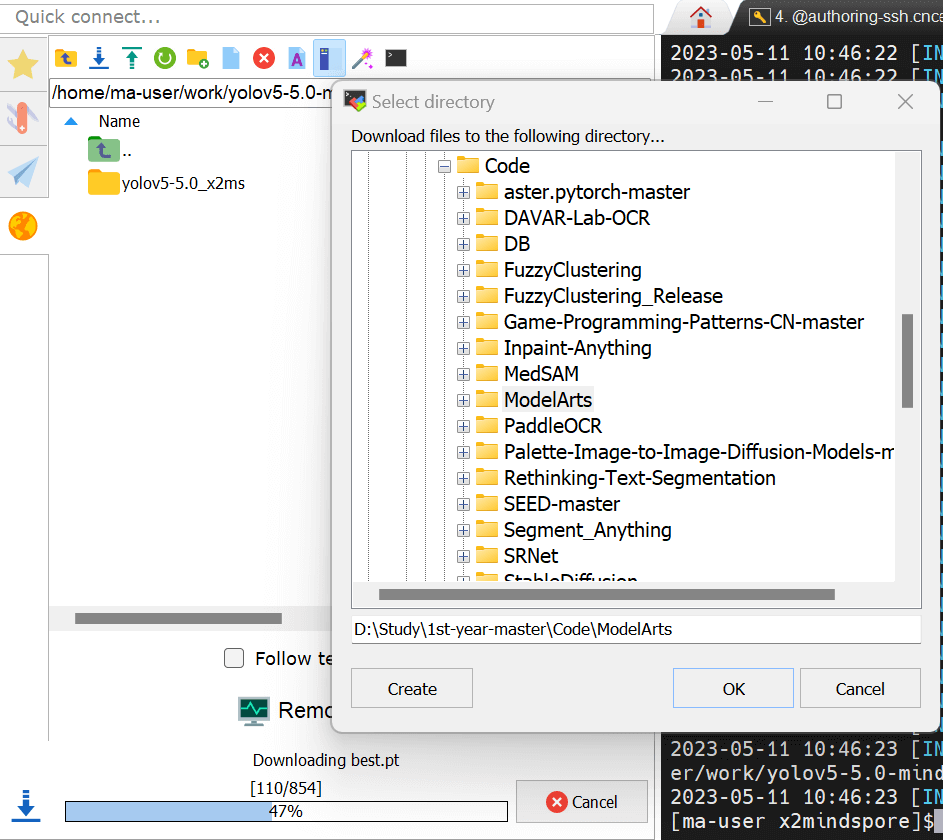 Quick connect...
4. @authoring-ssh.cnce
/home/ma-user/work/yolov5-5.0-m
Name
..
yolov5-5.0_x2ms
2023-05-11 10:46:22 [IN
2023-05-11 10:46:22 [IN
Select directory
Download files to the following directory...
Code
aster.pytorch-master
DAVAR-Lab-OCR
DB
FuzzyClustering
FuzzyClustering_Release
Game-Programming-Patterns-CN-master
Inpaint-Anything
MedSAM
ModelArts
PaddleOCR
Palette-Image-to-Image-Diffusion-Models-m
Rethinking-Text-Segmentation
SEED-master
Segment_Anything
SRNet
StableDiffusion
D:\Study\1st-year-master\Code\ModelArts
Create
OK
Cancel
Follow te
Remo
Downloading best.pt
[110/854]
47%
Cancel
2023-05-11 10:46:23 [IN
er/work/yolov5-5.0-mind
2023-05-11 10:46:23 [IN
[ma-user x2mindspore]$